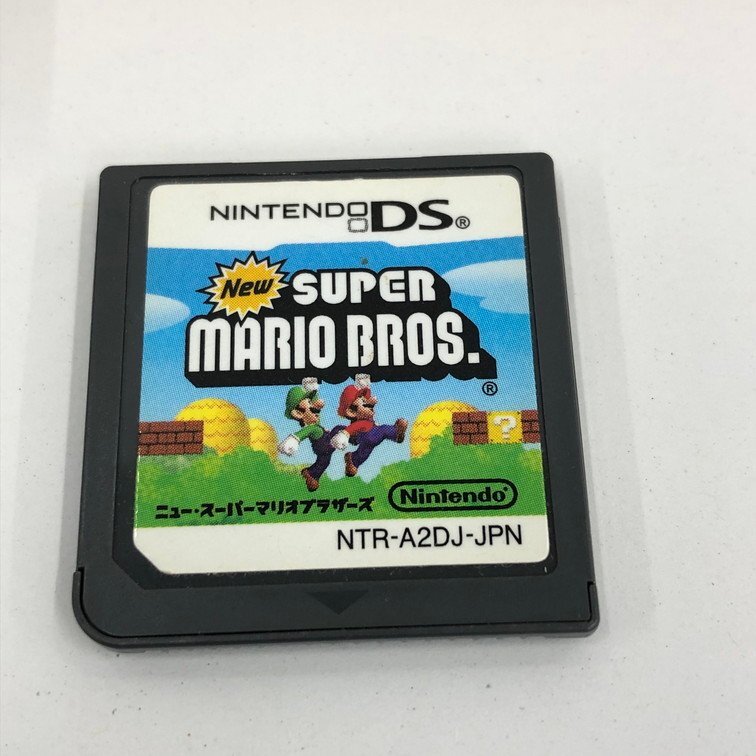 NINTENDO DS®
New SUPER
MARIO BROS.®
?
ニュー・スーパーマリオブラザーズ
Nintendo®
NTR-A2DJ-JPN